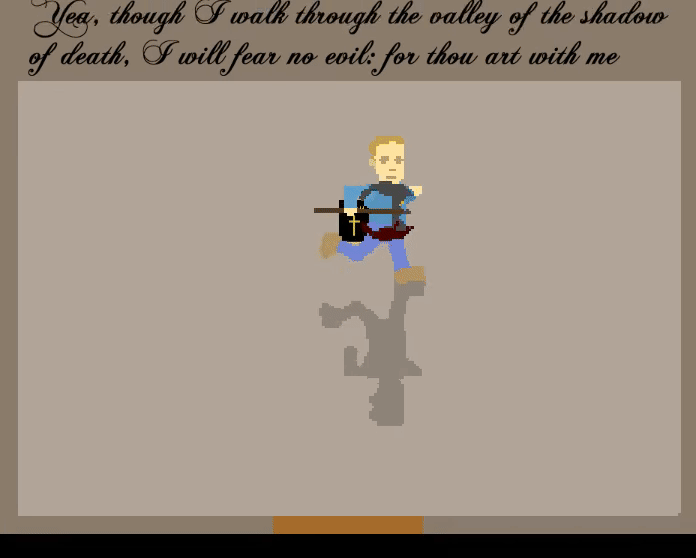 Yea, though I walk through the valley of the shadow
of death, I will fear no evil: for thou art with me